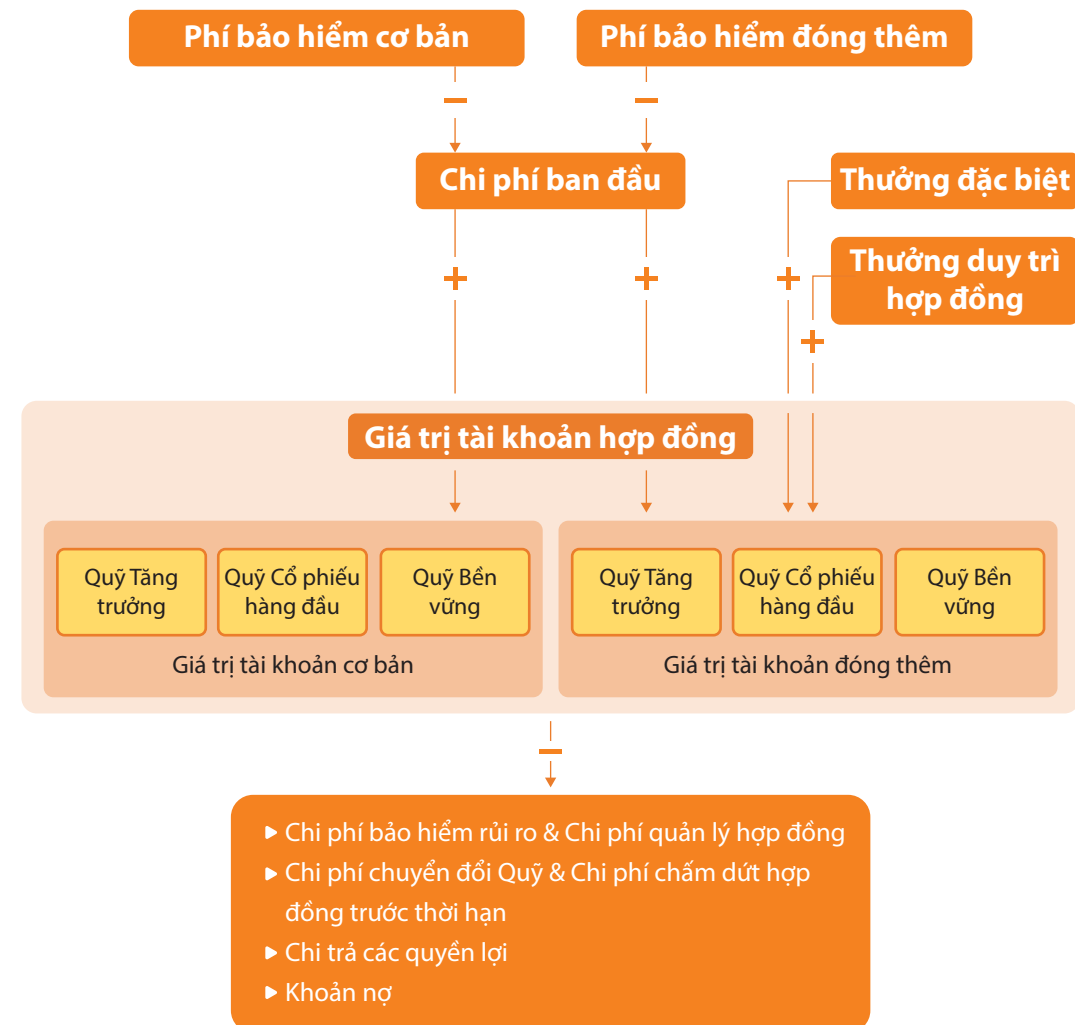 Phí bảo hiểm cơ bản
Phí bảo hiểm đóng thêm
Chi phí ban đầu
Thưởng đặc biệt
Thưởng duy trì
hợp đồng
Giá trị tài khoản hợp đồng
Quỹ Tăng
trưởng
Quỹ Cổ phiếu
hàng đầu
Quỹ Bền
vững
Giá trị tài khoản cơ bản
Quỹ Tăng
trưởng
Quỹ Cổ phiếu
hàng đầu
Quỹ Bền
vững
Giá trị tài khoản đóng thêm
Chi phí bảo hiểm rủi ro & Chi phí quản lý hợp đồng
Chi phí chuyển đổi Quỹ & Chi phí chấm dứt hợp
đồng trước thời hạn
Chi trả các quyền lợi
Khoản nợ